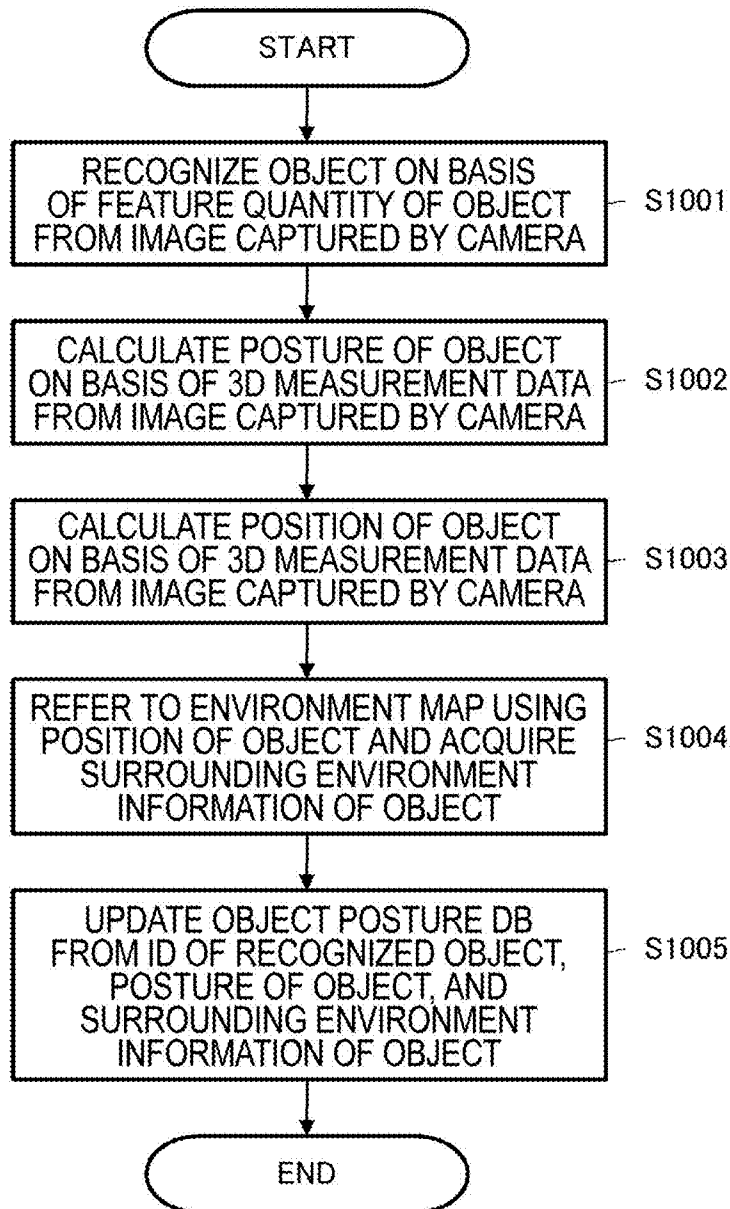 START
RECOGNIZE OBJECT ON BASIS
OF FEATURE QUANTITY OF OBJECT
FROM IMAGE CAPTURED BY CAMERA
S1001
CALCULATE POSTURE OF OBJECT
ON BASIS OF 3D MEASUREMENT DATA
FROM IMAGE CAPTURED BY CAMERA
S1002
CALCULATE POSITION OF OBJECT
ON BASIS OF 3D MEASUREMENT DATA
FROM IMAGE CAPTURED BY CAMERA
S1003
REFER TO ENVIRONMENT MAP USING
POSITION OF OBJECT AND ACQUIRE
SURROUNDING ENVIRONMENT
INFORMATION OF OBJECT
S1004
UPDATE OBJECT POSTURE DB
FROM ID OF RECOGNIZED OBJECT,
POSTURE OF OBJECT, AND
SURROUNDING ENVIRONMENT
INFORMATION OF OBJECT
S1005
END